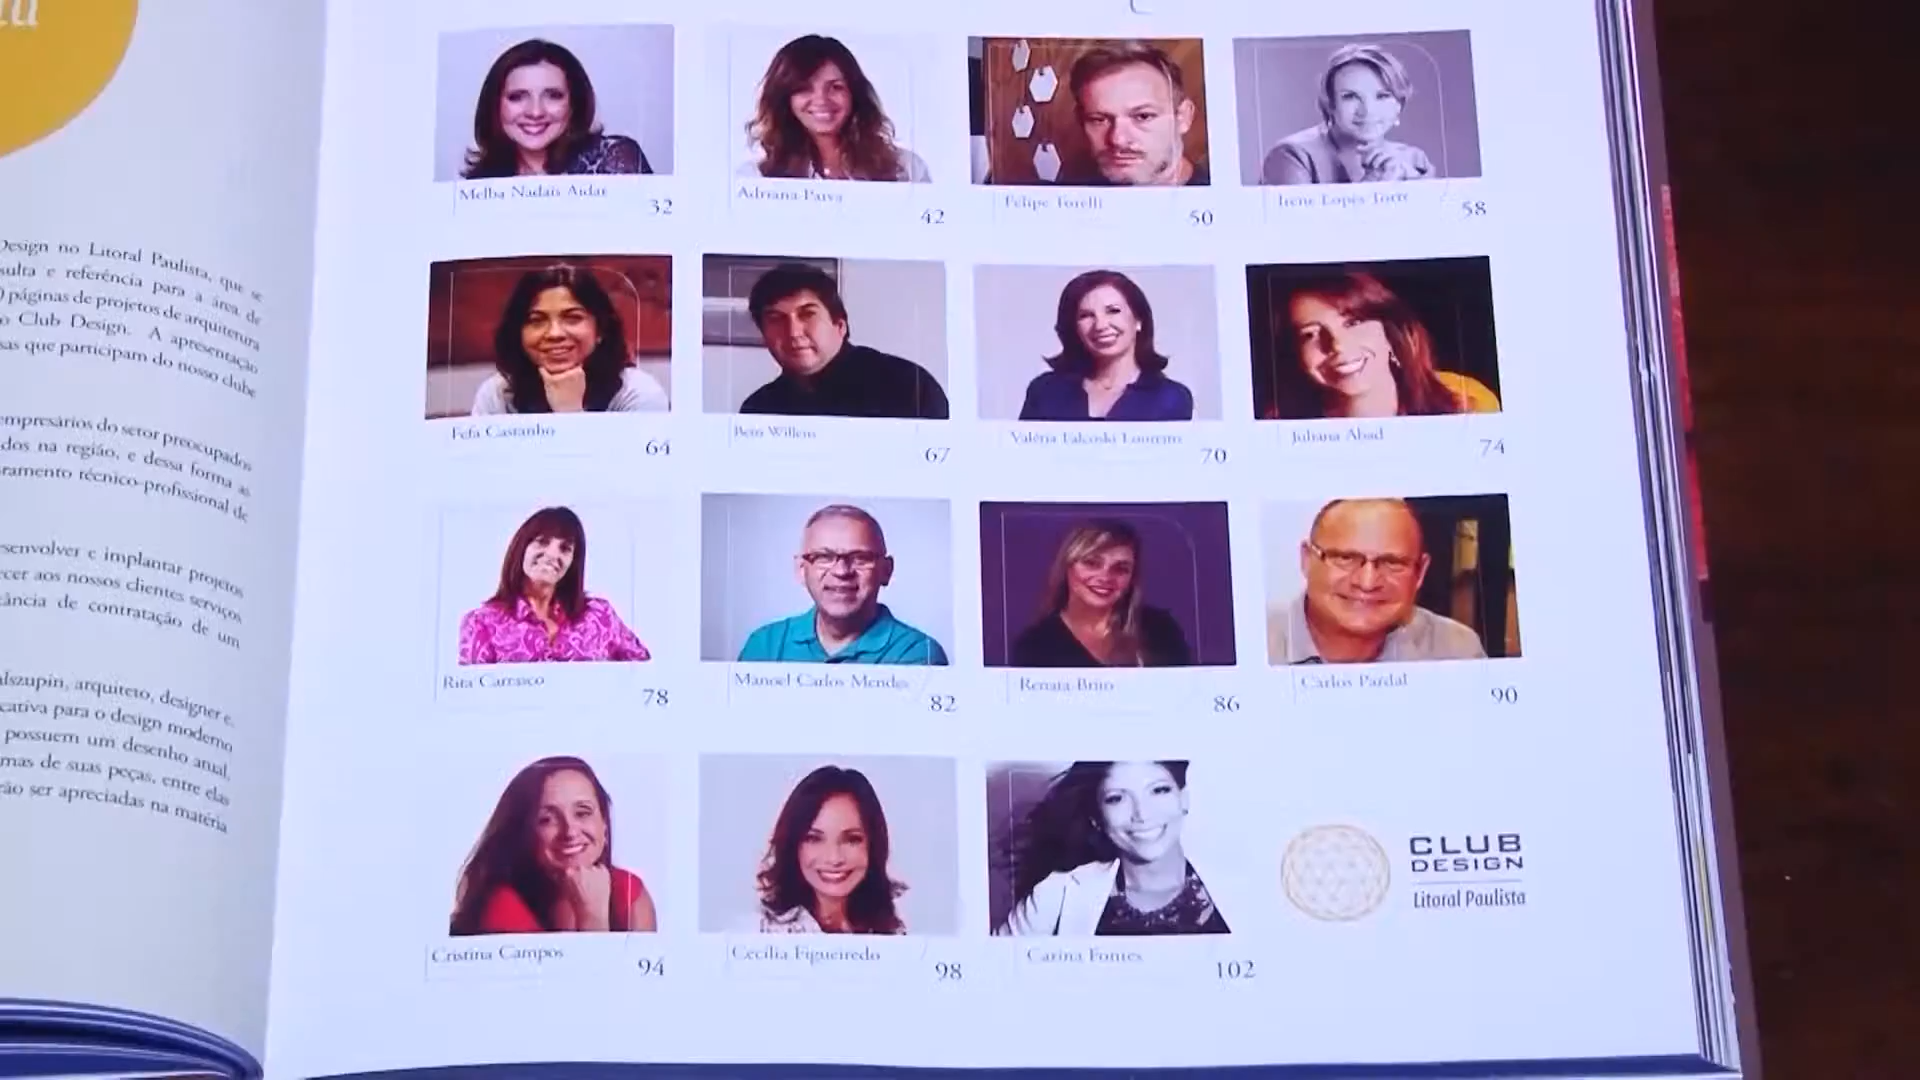 Design no Litoral Paulista, que se
sulta e referência para a área de
páginas de projetos de arquitetura
o Club Design. A apresentação
sas que participam do nosso clube
empresários do setor preocupados
dos na região, e dessa forma as
ramento técnico-profissional de
senvolver e implantar projetos
cer aos nossos clientes serviços
tância de contratação de um
alszupin, arquiteto, designer e
cativa para o design moderno
possuem um desenho atual,
mas de suas peças, entre elas
ão ser apreciadas na matéria
Melba Nadais Aidar 32
Adriana Paiva 42
Felipe Torelli 50
Irene Lopes Torre 58
Fefa Castanho 64
Beto Willens 67
Valéria Falcoski Loureiro 70
Juliana Abad 74
Rita Carrasco 78
Manoel Carlos Mendes 82
Renata Brito 86
Carlos Pardal 90
Cristina Campos 94
Cecília Figueiredo 98
Carina Fontes 102
CLUB
DESIGN
Litoral Paulista